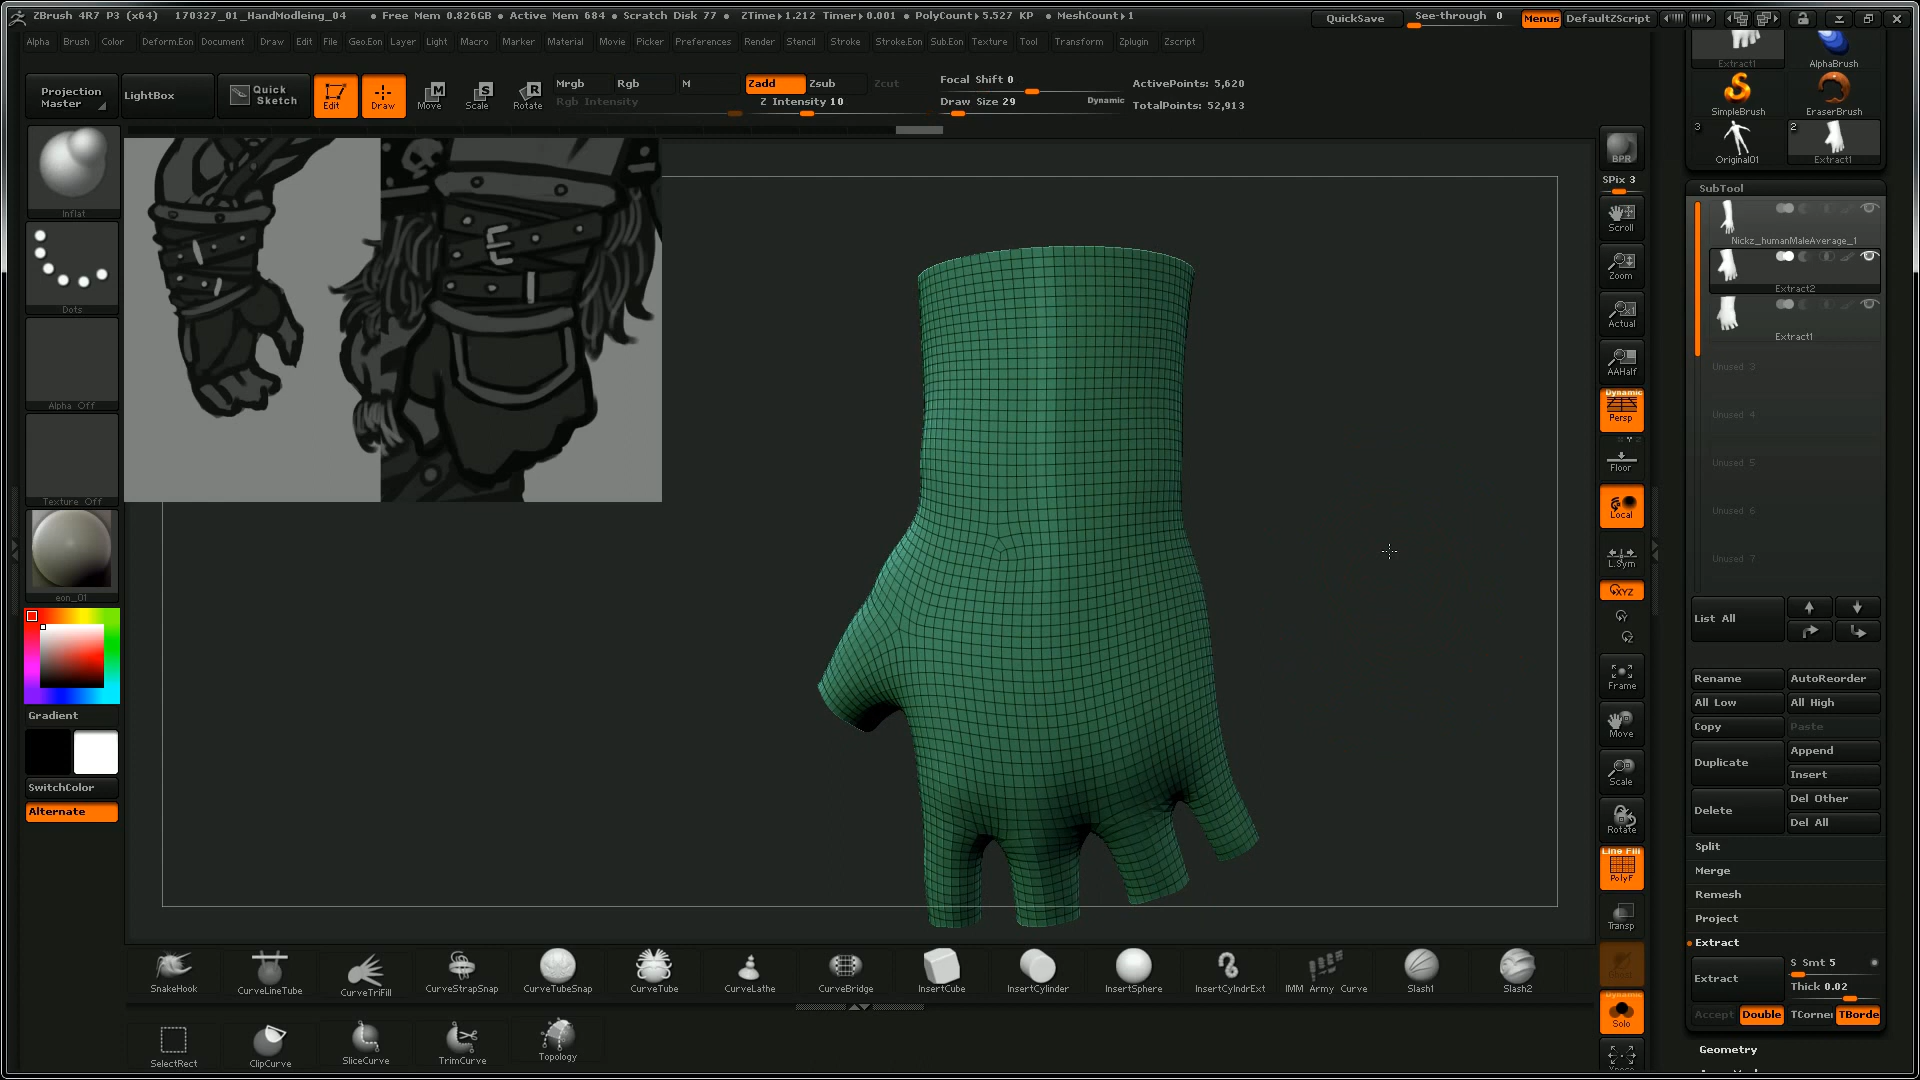 ZBrush 4R7 P3 (x64) 170327_01_HandModleing_04 • Free Mem 0.826GB • Active Mem 684 • Scratch Disk 77 • ZTime▸1.212 Timer▸0.001 • PolyCount▸5.527 KP • MeshCount▸1 QuickSave See-through 0 Menus DefaultZScript
Alpha Brush Color Deform.Eon Document Draw Edit File Geo.Eon Layer Light Macro Marker Material Movie Picker Preferences Render Stencil Stroke Stroke.Eon Sub.Eon Texture Tool Transform Zplugin Zscript
Projection Master LightBox Quick Sketch Edit Draw Move Scale Rotate
Mrgb Rgb M Zadd Zsub Zcut
Rgb Intensity Z Intensity 10
Focal Shift 0
Draw Size 29 Dynamic
ActivePoints: 5,620
TotalPoints: 52,913
Inflat
Dots
Alpha Off
Texture Off
eon_01
Gradient
SwitchColor
Alternate
BPR
SPix 3
Scroll
Zoom
Actual
AAHalf
Dynamic
Persp
Floor
Local
L.Sym
XYZ
Y
Z
Frame
Move
Scale
Rotate
Line Fill
PolyF
Transp
Ghost
Dynamic
Solo
Extract1 AlphaBrush
SimpleBrush EraserBrush
3 2
Original01 Extract1
SubTool
Nickz_humanMaleAverage_1
Extract2
Extract1
Unused 3
Unused 4
Unused 5
Unused 6
Unused 7
List All
Rename AutoReorder
All Low All High
Copy Paste
Duplicate Append
Insert
Delete Del Other
Del All
Split
Merge
Remesh
Project
Extract
Extract S Smt 5
Thick 0.02
Accept Double TCorner TBorde
Geometry
SnakeHook CurveLineTube CurveTriFill CurveStrapSnap CurveTubeSnap CurveTube CurveLathe CurveBridge InsertCube InsertCylinder InsertSphere InsertCylndrExt IMM Army Curve Slash1 Slash2
SelectRect ClipCurve SliceCurve TrimCurve Topology